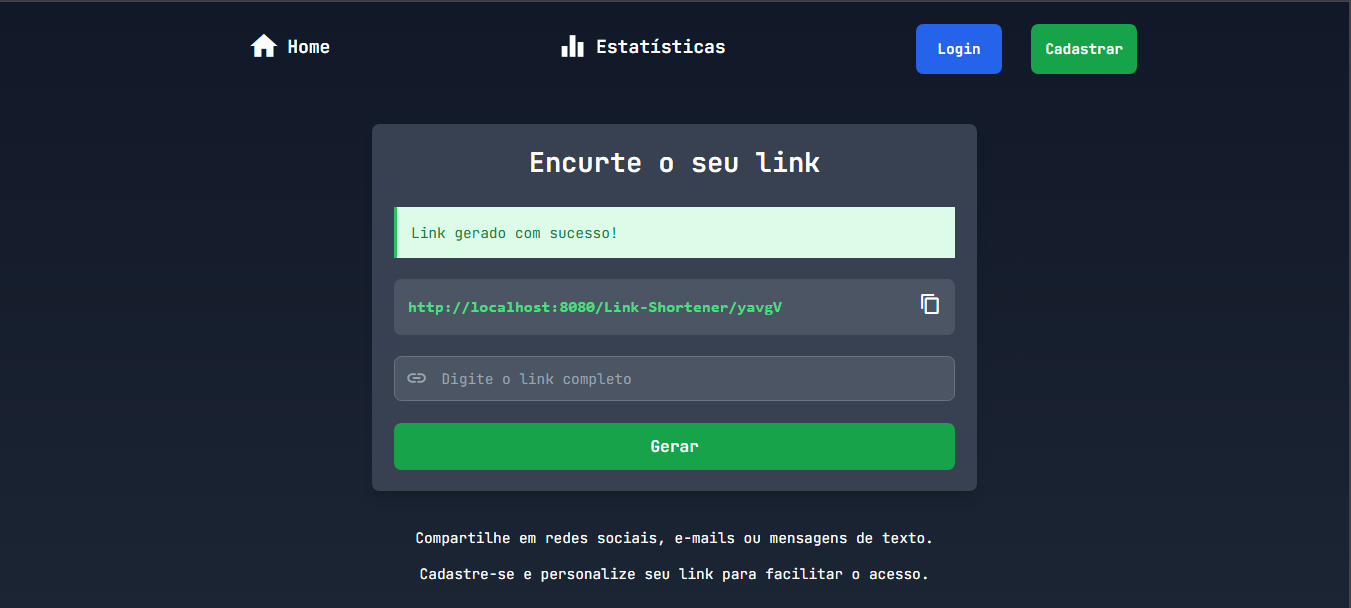 Home
Estatísticas
Login
Cadastrar
Encurte o seu link
Link gerado com sucesso!
http://localhost:8080/Link-Shortener/yavgV
Digite o link completo
Gerar
Compartilhe em redes sociais, e-mails ou mensagens de texto.
Cadastre-se e personalize seu link para facilitar o acesso.